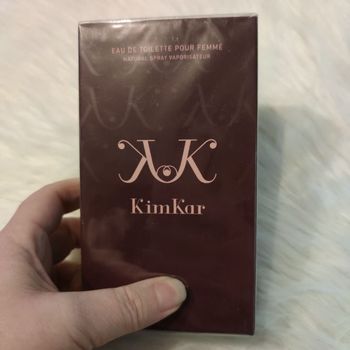 EAU DE TOILETTE POUR FEMME
NATURAL SPRAY VAPORISATEUR
KK
KimKar